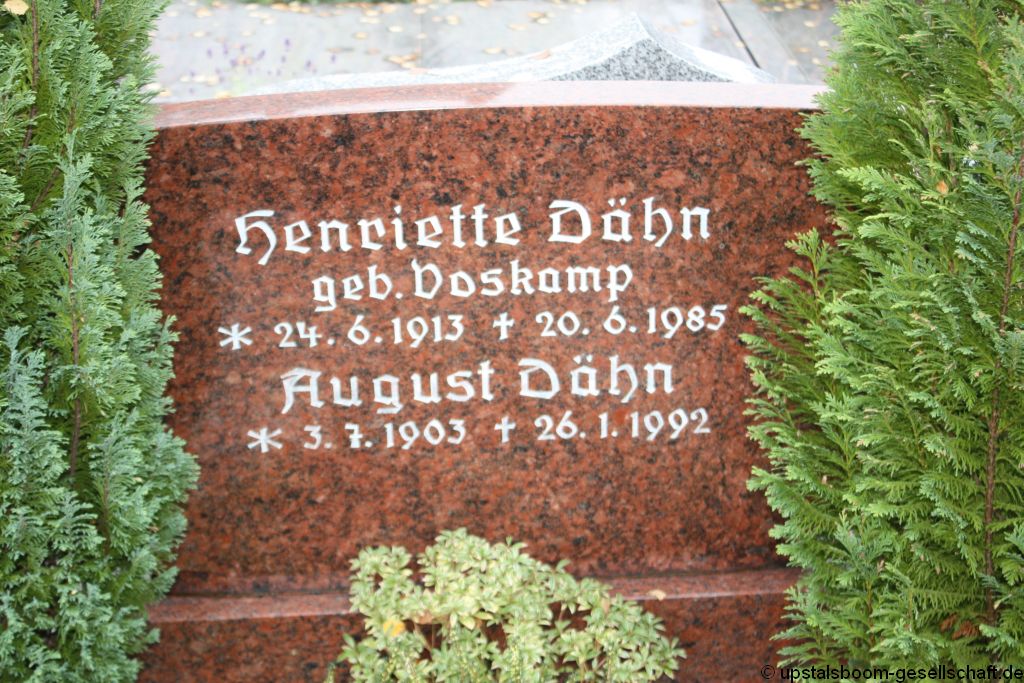 Henriette Dähn
geb. Voskamp
* 24. 6. 1913 † 20. 6. 1985
August Dähn
* 3. 7. 1903 † 26. 1. 1992
© upstalsboom-gesellschaft.de